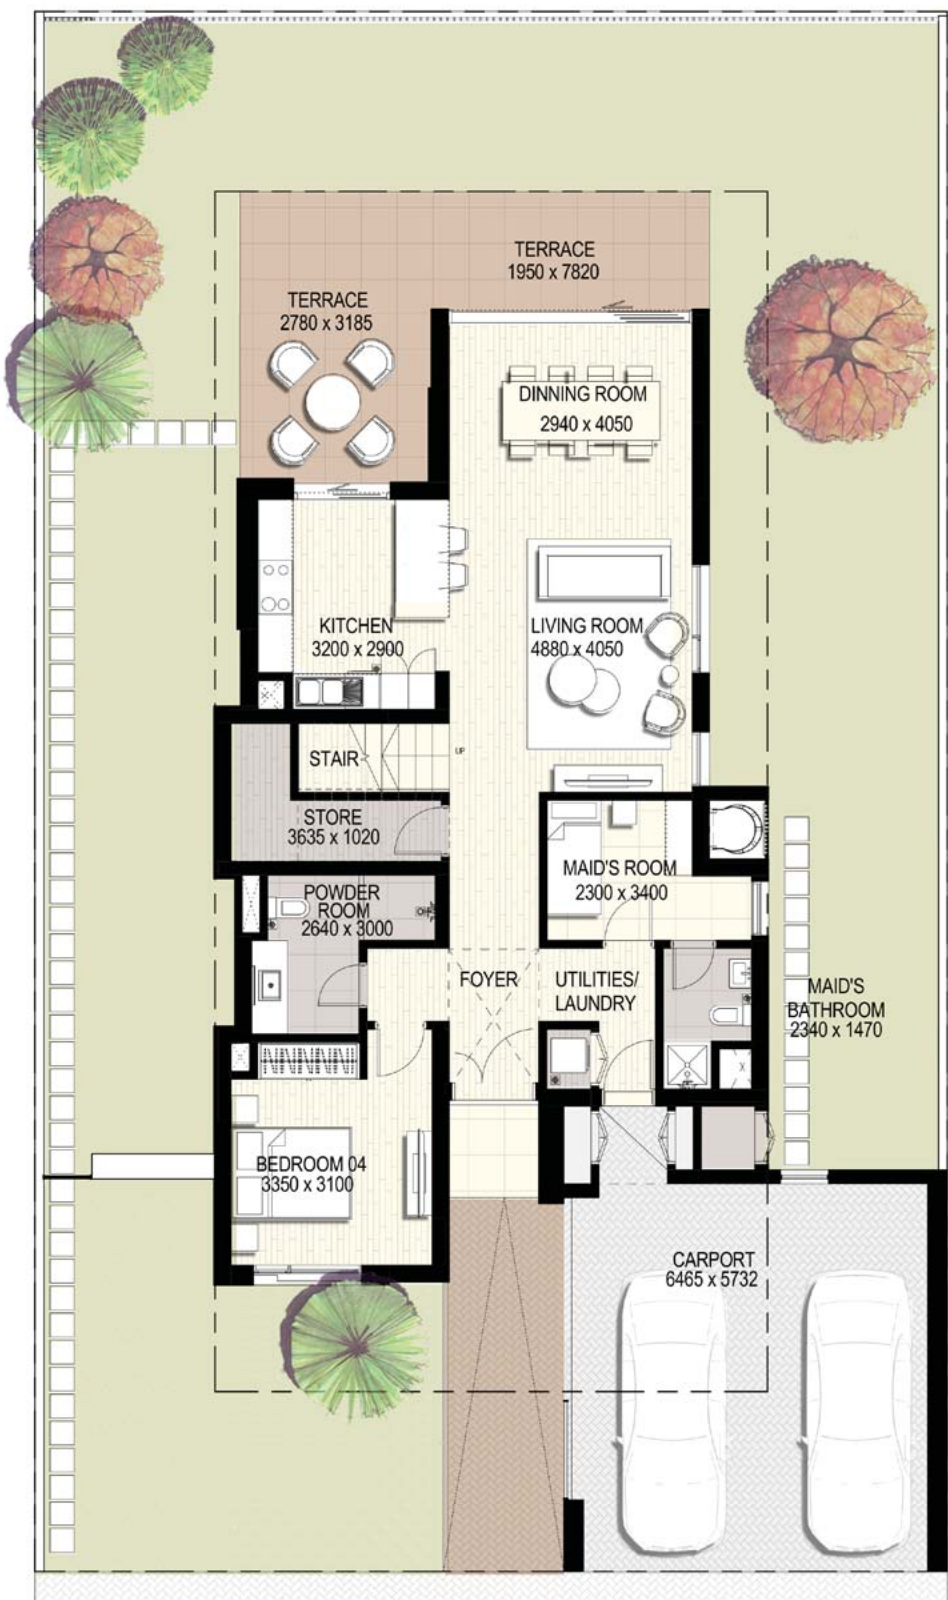 TERRACE
1950 x 7820
TERRACE
2780 x 3185
DINNING ROOM
2940 x 4050
KITCHEN
3200 x 2900
LIVING ROOM
4880 x 4050
STAIR
UP
STORE
3635 x 1020
MAID'S ROOM
2300 x 3400
POWDER
ROOM
2640 x 3000
FOYER
UTILITIES/
LAUNDRY
MAID'S
BATHROOM
2340 x 1470
BEDROOM 04
3350 x 3100
CARPORT
6465 x 5732